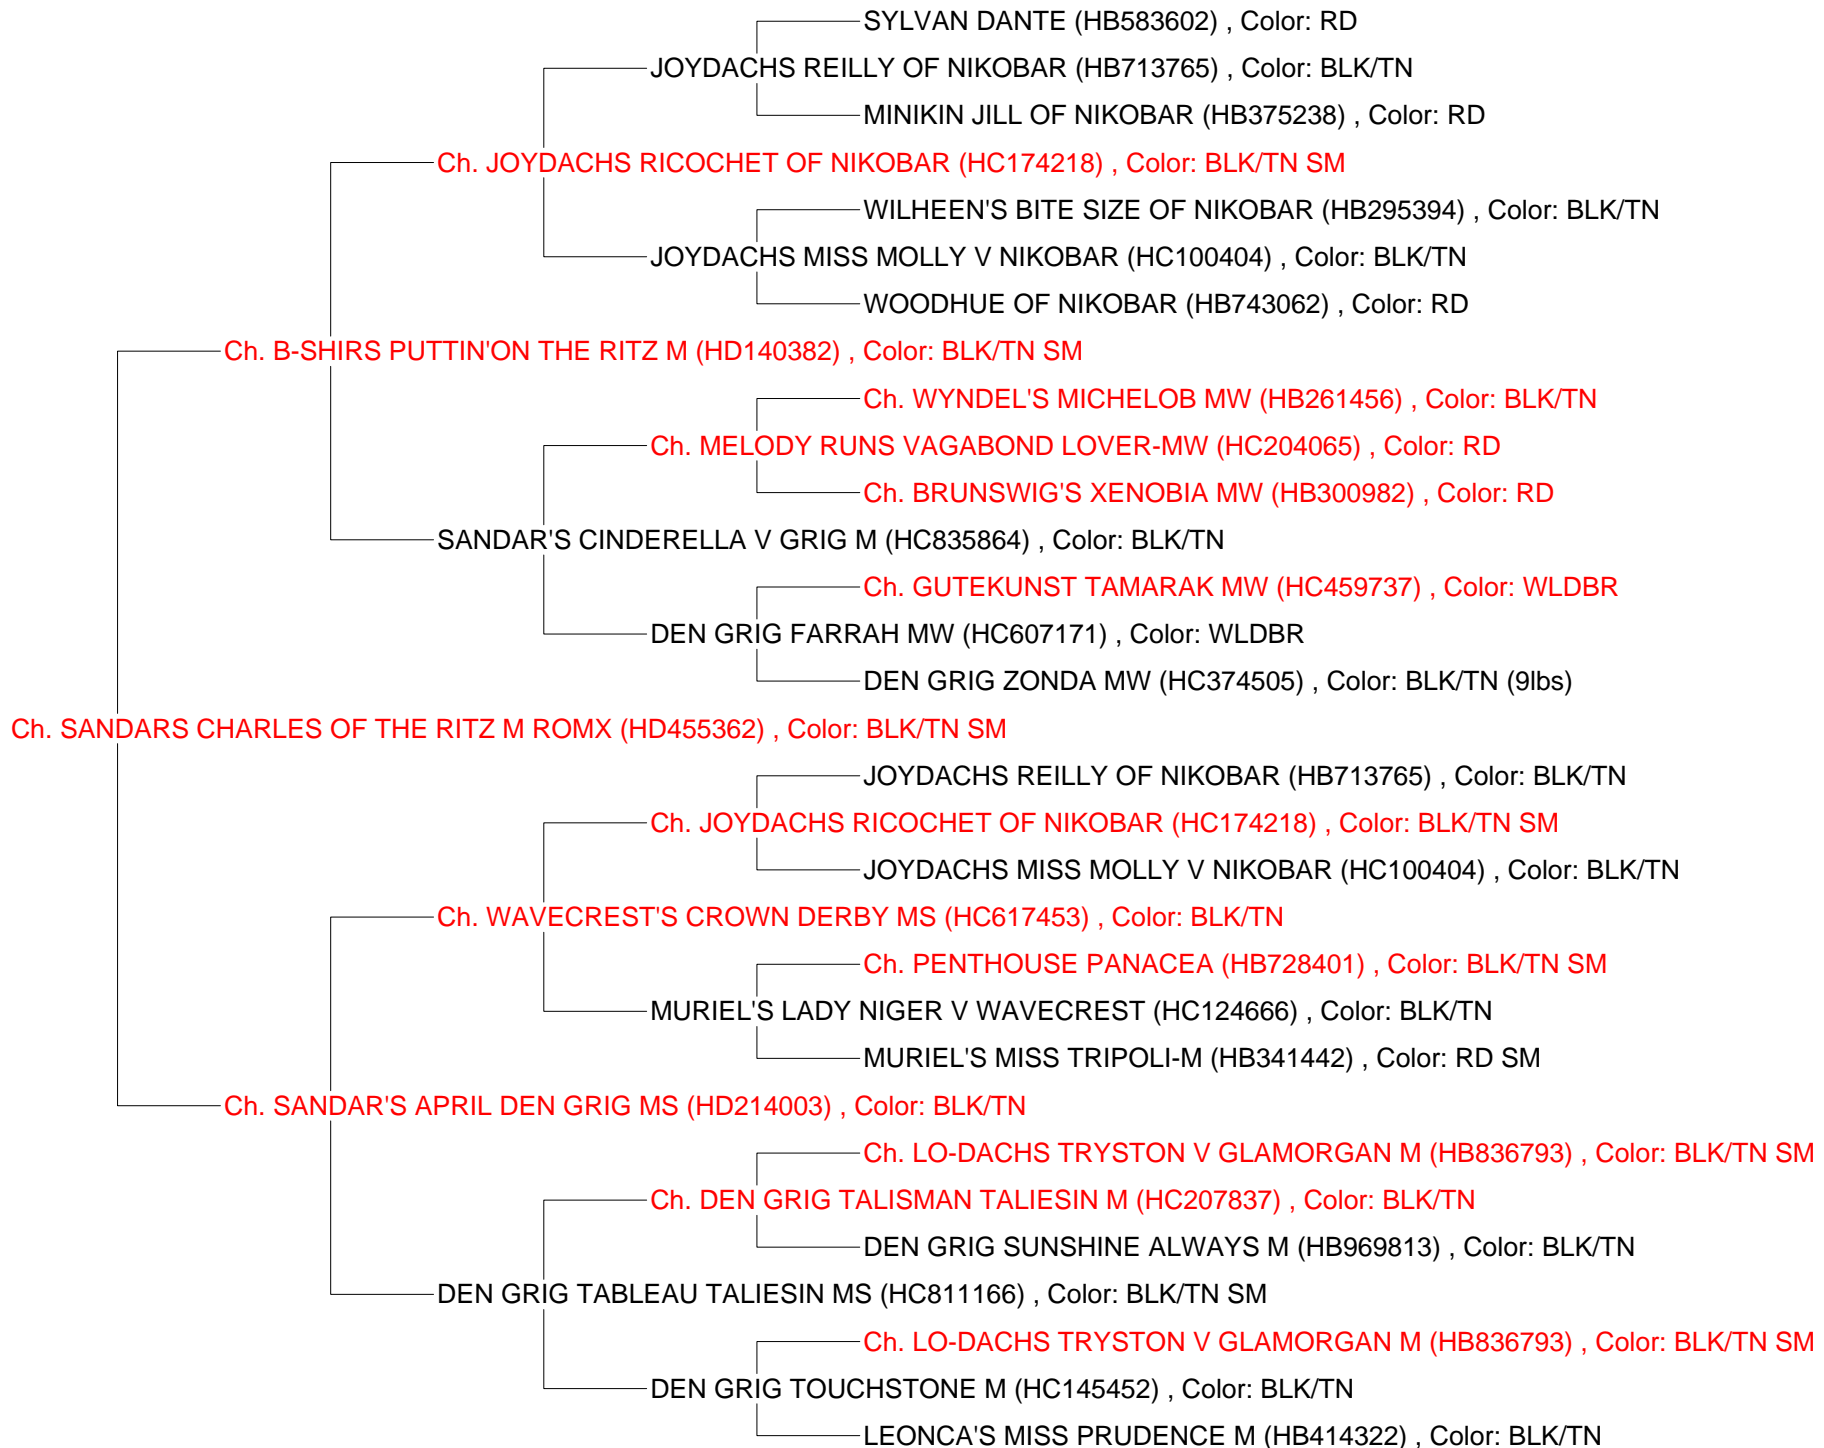 SYLVAN DANTE (HB583602) , Color: RD
JOYDACHS REILLY OF NIKOBAR (HB713765) , Color: BLK/TN
MINIKIN JILL OF NIKOBAR (HB375238) , Color: RD
Ch. JOYDACHS RICOCHET OF NIKOBAR (HC174218) , Color: BLK/TN SM
WILHEEN'S BITE SIZE OF NIKOBAR (HB295394) , Color: BLK/TN
JOYDACHS MISS MOLLY V NIKOBAR (HC100404) , Color: BLK/TN
WOODHUE OF NIKOBAR (HB743062) , Color: RD
Ch. B-SHIRS PUTTIN'ON THE RITZ M (HD140382) , Color: BLK/TN SM
Ch. WYNDEL'S MICHELOB MW (HB261456) , Color: BLK/TN
Ch. MELODY RUNS VAGABOND LOVER-MW (HC204065) , Color: RD
Ch. BRUNSWIG'S XENOBIA MW (HB300982) , Color: RD
SANDAR'S CINDERELLA V GRIG M (HC835864) , Color: BLK/TN
Ch. GUTEKUNST TAMARAK MW (HC459737) , Color: WLDBR
DEN GRIG FARRAH MW (HC607171) , Color: WLDBR
DEN GRIG ZONDA MW (HC374505) , Color: BLK/TN (9lbs)
Ch. SANDARS CHARLES OF THE RITZ M ROMX (HD455362) , Color: BLK/TN SM
JOYDACHS REILLY OF NIKOBAR (HB713765) , Color: BLK/TN
Ch. JOYDACHS RICOCHET OF NIKOBAR (HC174218) , Color: BLK/TN SM
JOYDACHS MISS MOLLY V NIKOBAR (HC100404) , Color: BLK/TN
Ch. WAVECREST'S CROWN DERBY MS (HC617453) , Color: BLK/TN
Ch. PENTHOUSE PANACEA (HB728401) , Color: BLK/TN SM
MURIEL'S LADY NIGER V WAVECREST (HC124666) , Color: BLK/TN
MURIEL'S MISS TRIPOLI-M (HB341442) , Color: RD SM
Ch. SANDAR'S APRIL DEN GRIG MS (HD214003) , Color: BLK/TN
Ch. LO-DACHS TRYSTON V GLAMORGAN M (HB836793) , Color: BLK/TN SM
Ch. DEN GRIG TALISMAN TALIESIN M (HC207837) , Color: BLK/TN
DEN GRIG SUNSHINE ALWAYS M (HB969813) , Color: BLK/TN
DEN GRIG TABLEAU TALIESIN MS (HC811166) , Color: BLK/TN SM
Ch. LO-DACHS TRYSTON V GLAMORGAN M (HB836793) , Color: BLK/TN SM
DEN GRIG TOUCHSTONE M (HC145452) , Color: BLK/TN
LEONCA'S MISS PRUDENCE M (HB414322) , Color: BLK/TN